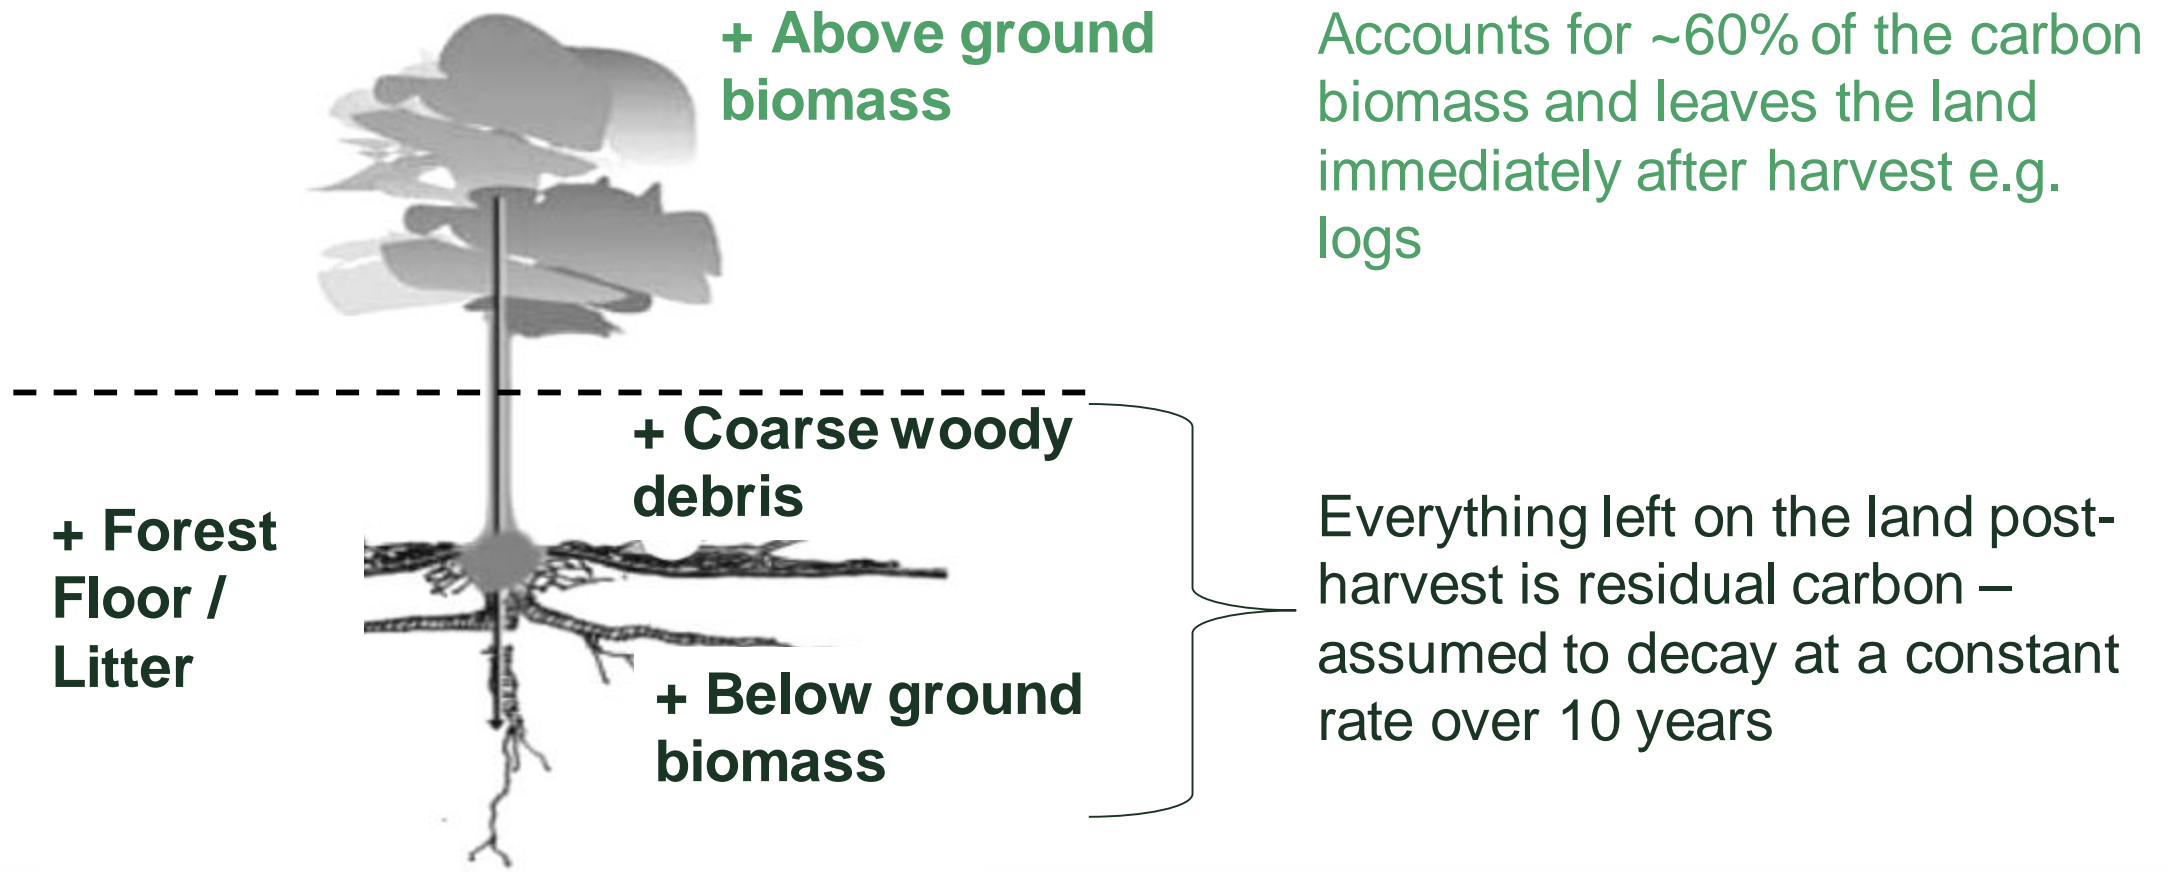 + Above ground
biomass
Accounts for ~60% of the carbon
biomass and leaves the land
immediately after harvest e.g.
logs
+ Coarse woody
debris
+ Forest
Floor /
Litter
+ Below ground
biomass
Everything left on the land post-
harvest is residual carbon –
assumed to decay at a constant
rate over 10 years